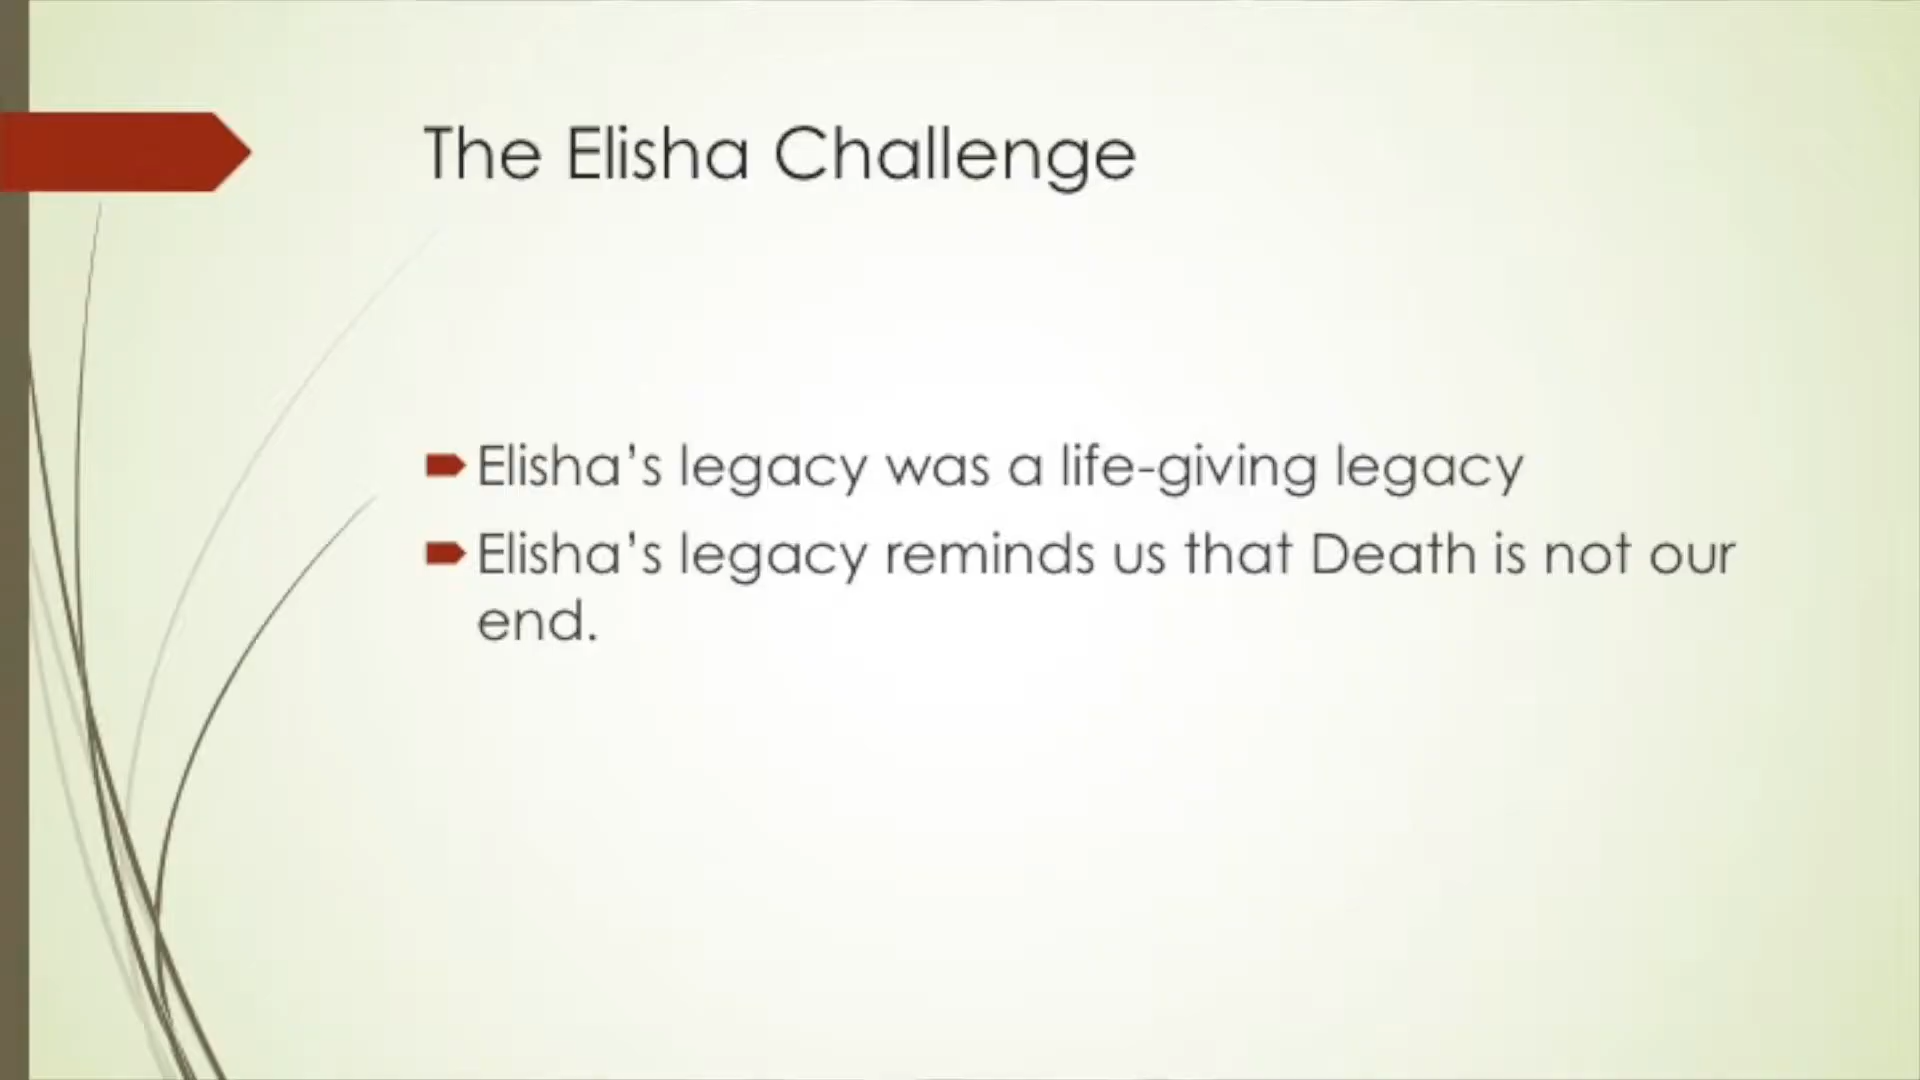 The Elisha Challenge
Elisha’s legacy was a life-giving legacy
Elisha’s legacy reminds us that Death is not our
end.